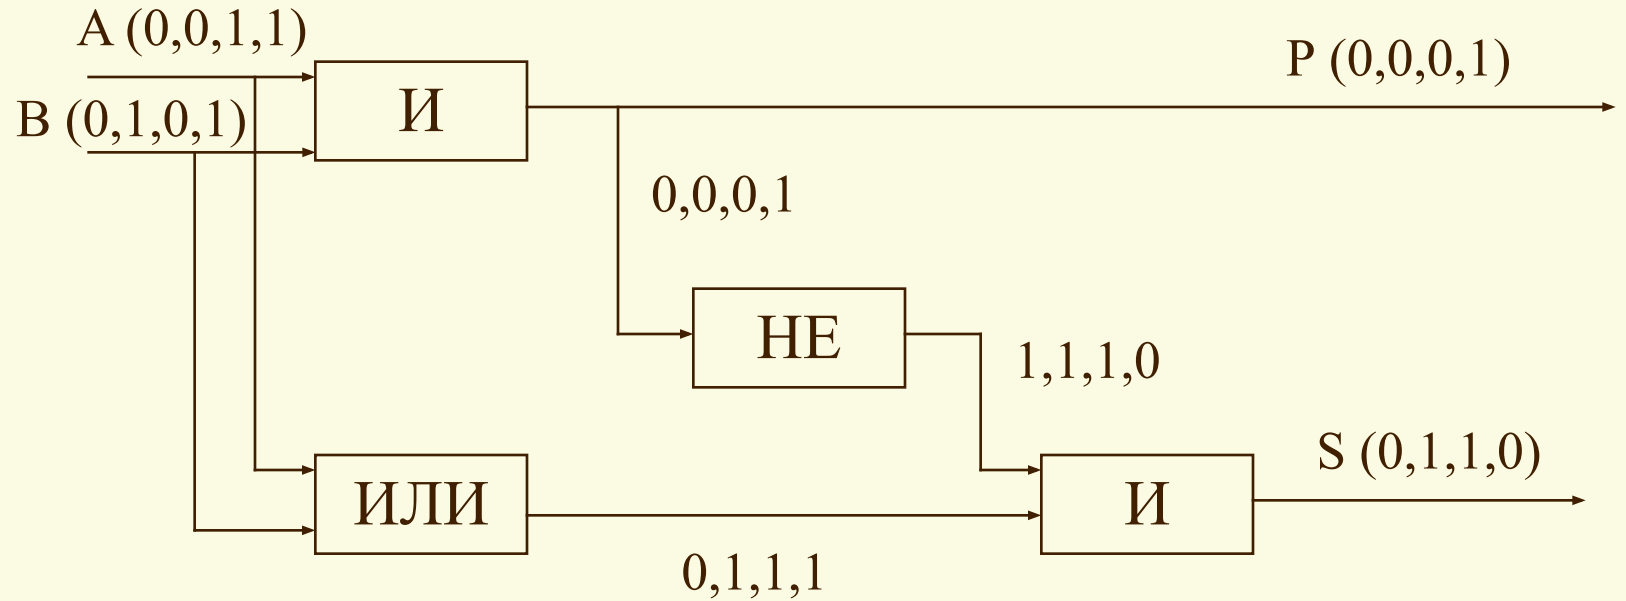 A (0,0,1,1)
P (0,0,0,1)
B (0,1,0,1)
И
0,0,0,1
НЕ
1,1,1,0
S (0,1,1,0)
ИЛИ
И
0,1,1,1